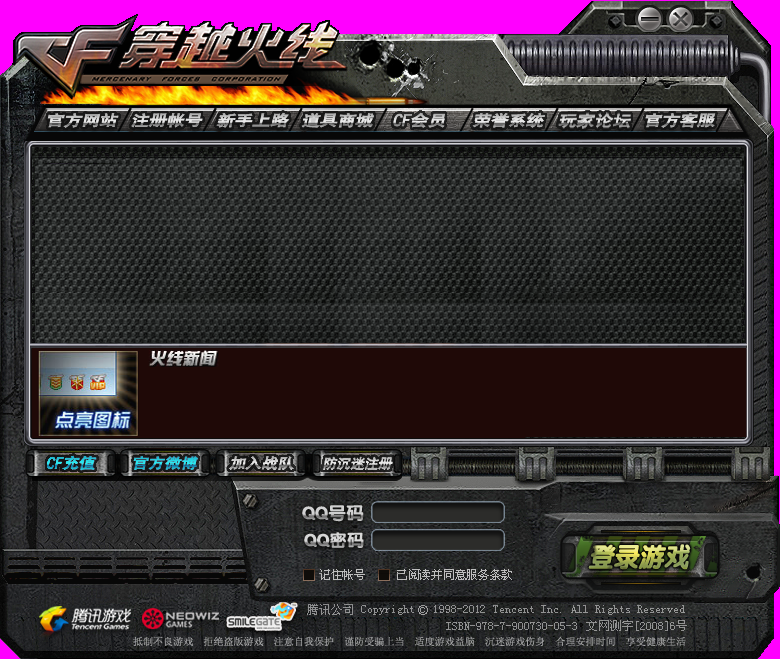 CF 穿越火线
MERCENARY FORCES CORPORATION
官方网站 注册帐号 新手上路 道具商城 CF会员 荣誉系统 玩家论坛 官方客服
火线新闻
VIP
点亮图标
CF充值 官方微博 加入战队 防沉迷注册
QQ号码
QQ密码
登录游戏
记住帐号 已阅读并同意服务条款
腾讯游戏 Tencent Games
NEOWIZ GAMES
SMILEGATE
腾讯公司 Copyright © 1998-2012 Tencent Inc. All Rights Reserved
ISBN-978-7-900730-05-3 文网测字[2008]6号
抵制不良游戏 拒绝盗版游戏 注意自我保护 谨防受骗上当 适度游戏益脑 沉迷游戏伤身 合理安排时间 享受健康生活